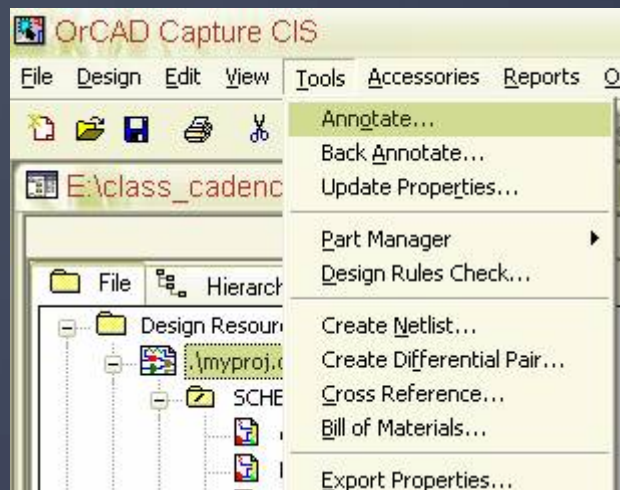 OrCAD Capture CIS
File Design Edit View Tools Accessories Reports
Annotate...
Back Annotate...
Update Properties...
Part Manager
Design Rules Check...
Create Netlist...
Create Differential Pair...
Cross Reference...
Bill of Materials...
Export Properties...
E:\class_cadenc
File Hierarch
Design Resour
.\myproj.
SCHE